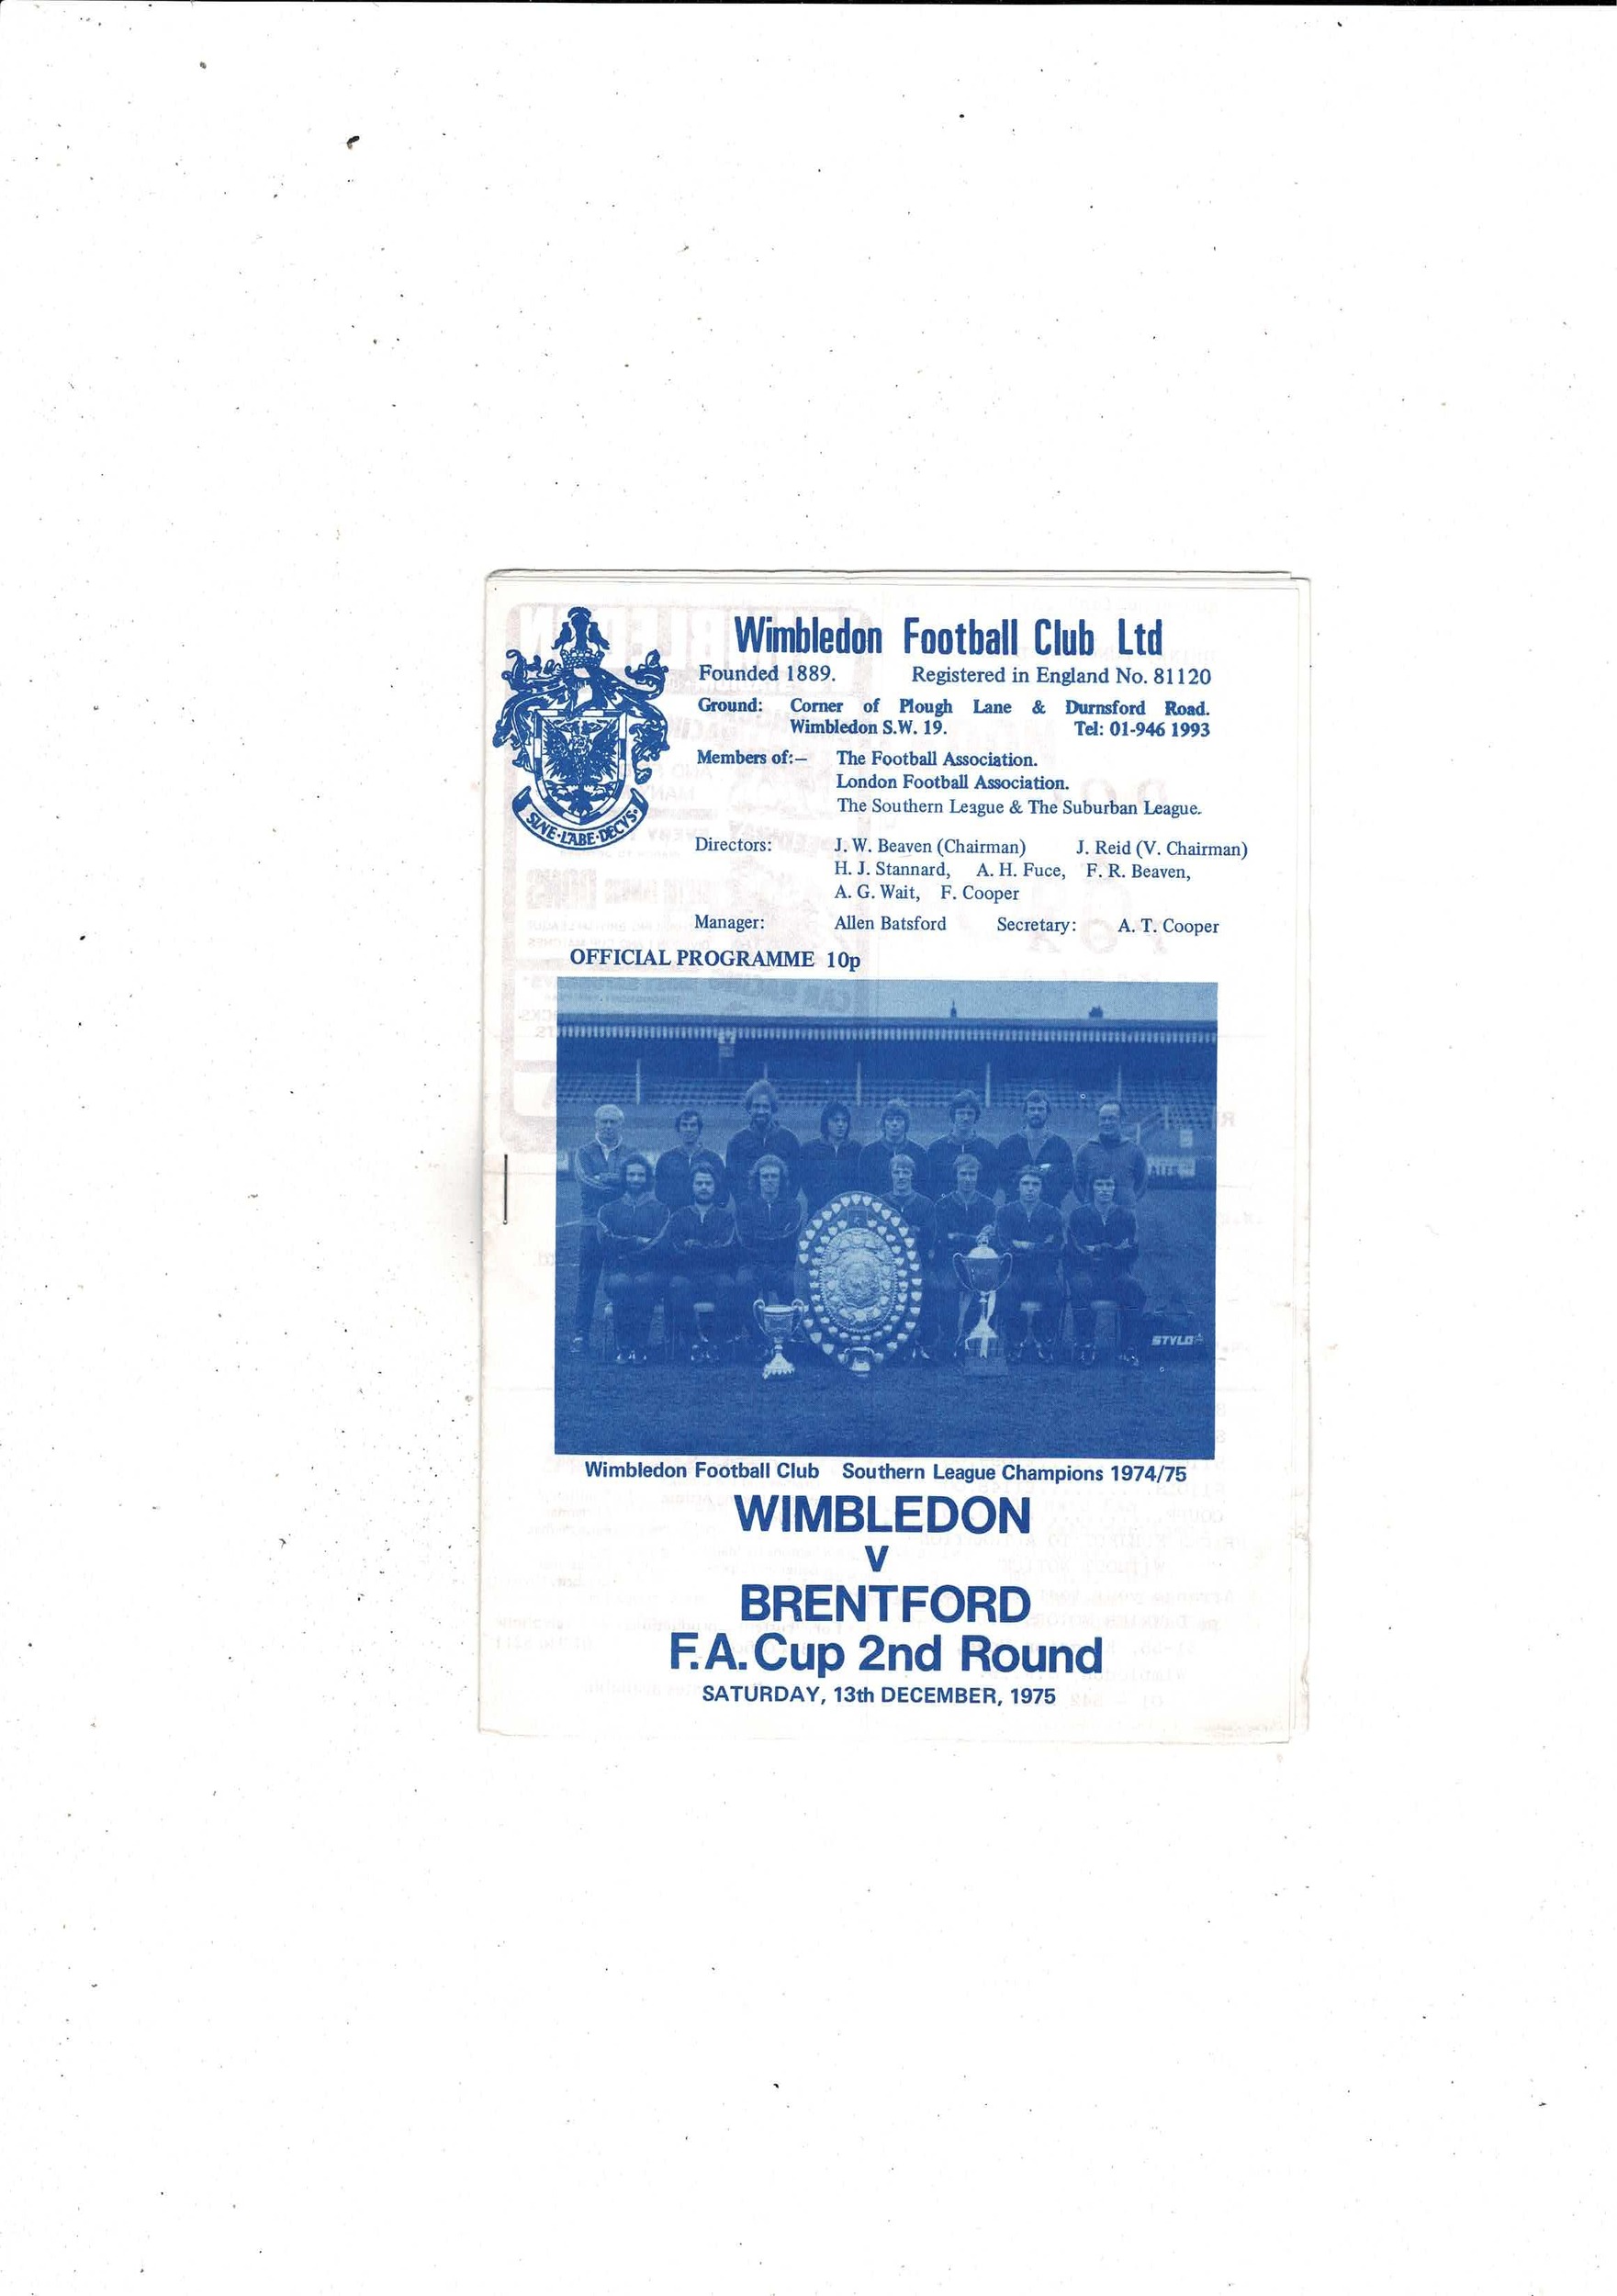 Wimbledon Football Club Ltd
Founded 1889. Registered in England No. 81120
Ground: Corner of Plough Lane & Durnsford Road.
Wimbledon S.W. 19. Tel: 01-946 1993
Members of:— The Football Association.
London Football Association.
The Southern League & The Suburban League.
SINE·LABE·DECVS·
Directors: J. W. Beaven (Chairman) J. Reid (V. Chairman)
H. J. Stannard, A. H. Fuce, F. R. Beaven,
A. G. Wait, F. Cooper
Manager: Allen Batsford Secretary: A. T. Cooper
OFFICIAL PROGRAMME 10p
STYLO
Wimbledon Football Club Southern League Champions 1974/75
WIMBLEDON
V
BRENTFORD
F.A. Cup 2nd Round
SATURDAY, 13th DECEMBER, 1975